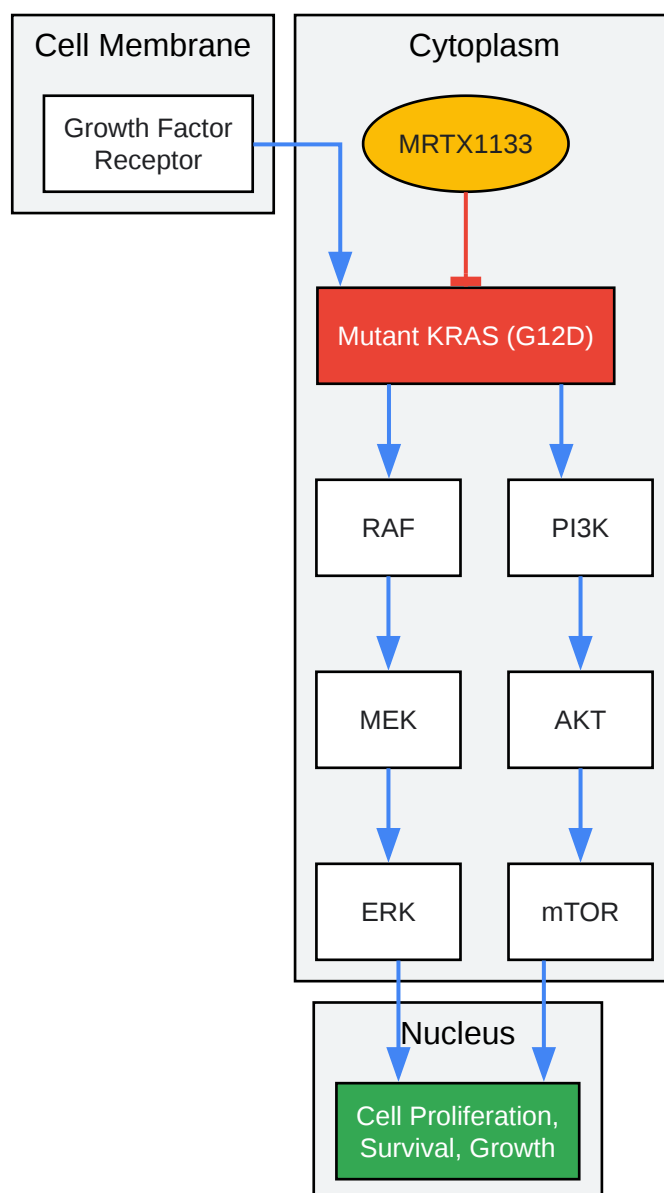 Cell Membrane
Growth Factor
Receptor
Cytoplasm
MRTX1133
Mutant KRAS (G12D)
RAF
PI3K
MEK
AKT
ERK
mTOR
Nucleus
Cell Proliferation,
Survival, Growth